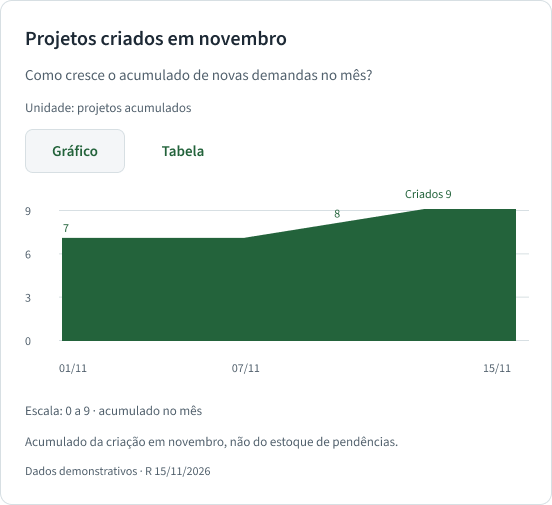 Projetos criados em novembro
Como cresce o acumulado de novas demandas no mês?
Unidade: projetos acumulados
Gráfico Tabela
Criados 9
9
8
7
6
3
0
01/11 07/11 15/11
Escala: 0 a 9 · acumulado no mês
Acumulado da criação em novembro, não do estoque de pendências.
Dados demonstrativos · R 15/11/2026